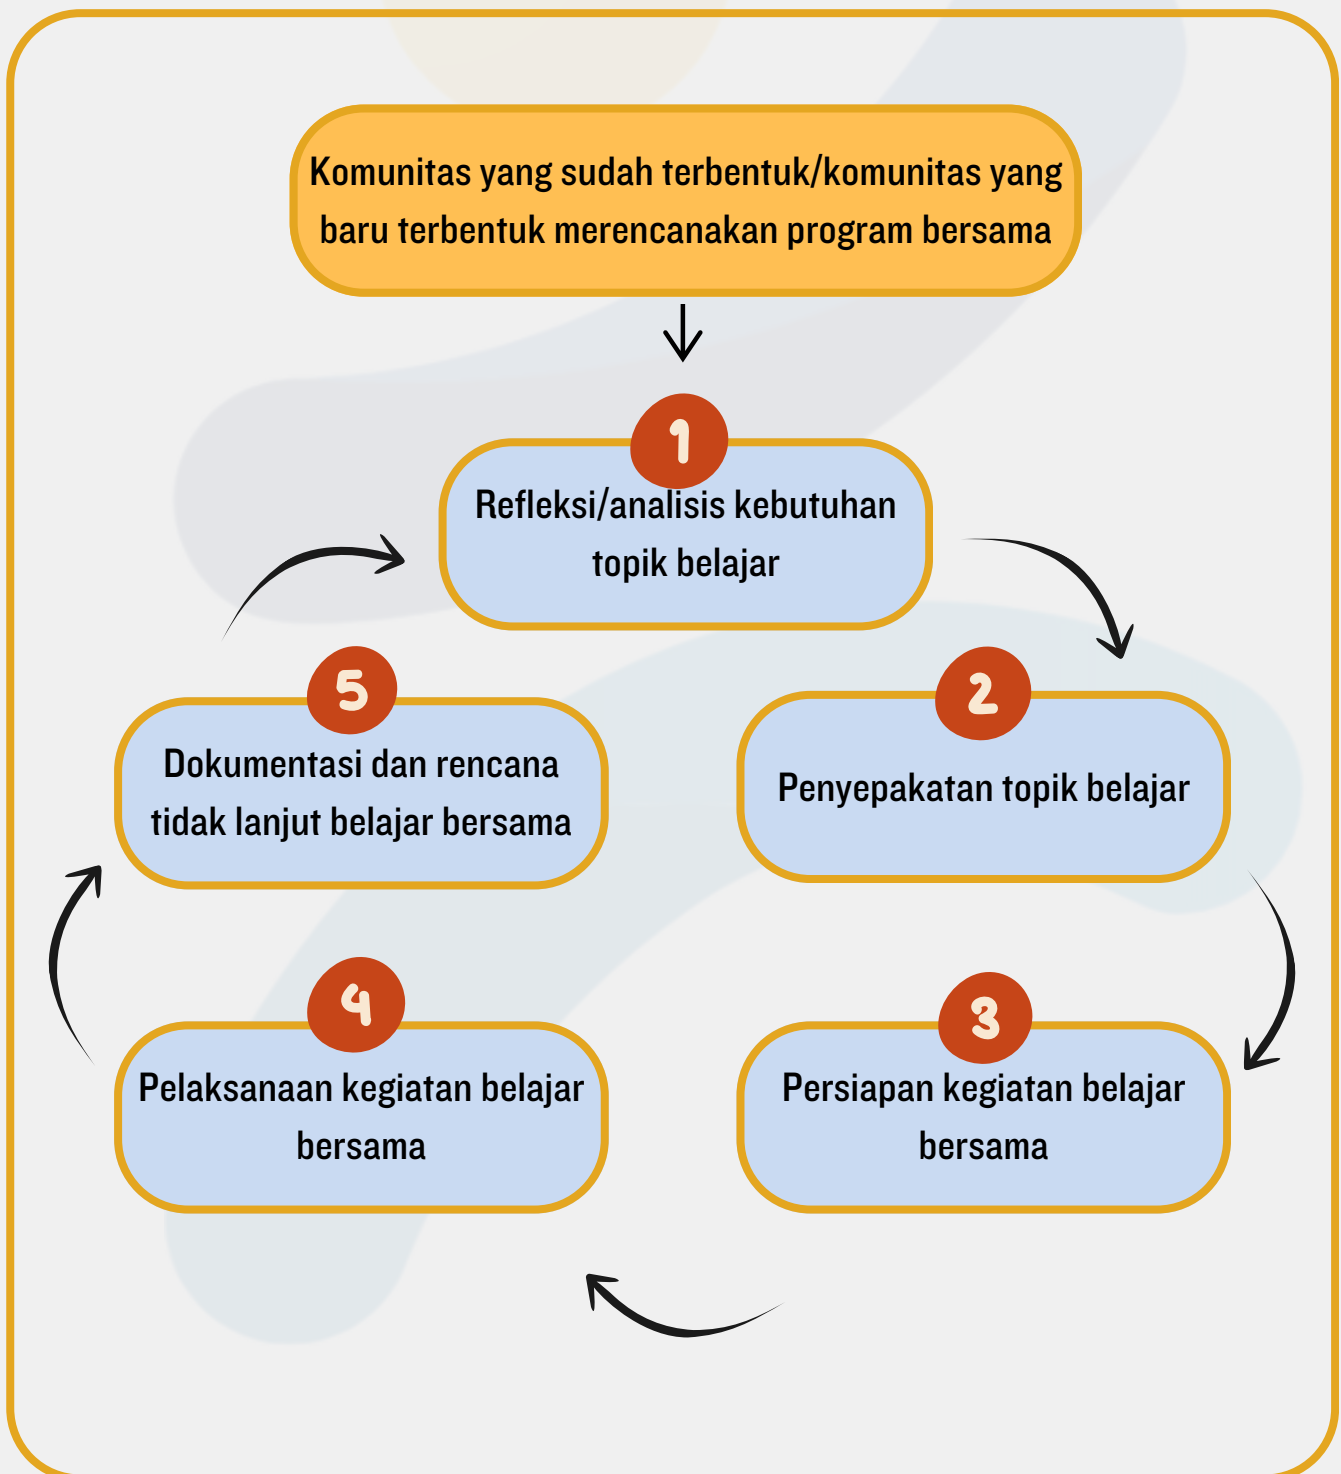 Komunitas yang sudah terbentuk/komunitas yang
baru terbentuk merencanakan program bersama
1
Refleksi/analisis kebutuhan
topik belajar
2
Penyepakatan topik belajar
3
Persiapan kegiatan belajar
bersama
4
Pelaksanaan kegiatan belajar
bersama
5
Dokumentasi dan rencana
tidak lanjut belajar bersama